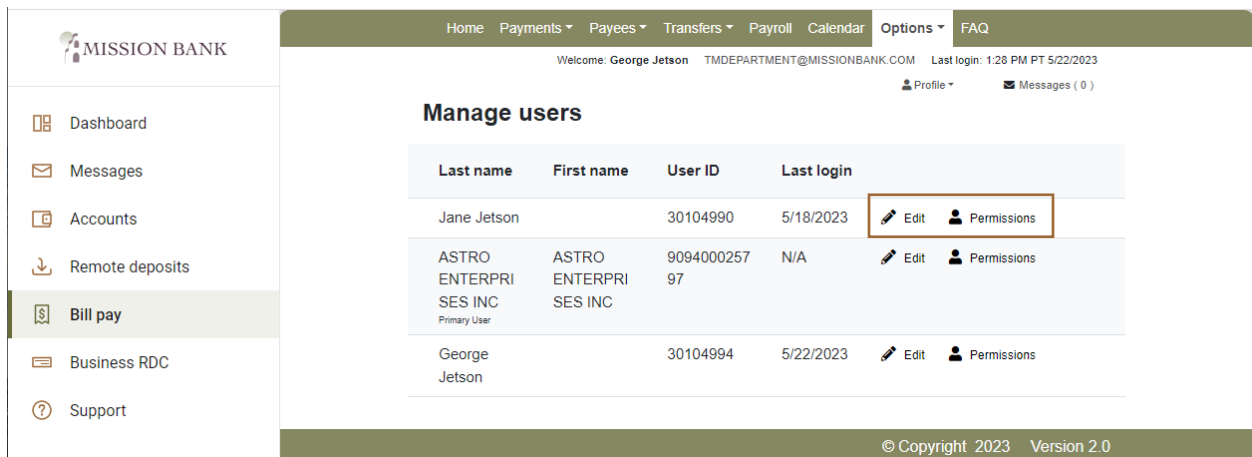 MISSION BANK
Home Payments Payees Transfers Payroll Calendar Options FAQ
Welcome: George Jetson TMDEPARTMENT@MISSIONBANK.COM Last login: 1:28 PM PT 5/22/2023
Profile Messages ( 0 )
Dashboard
Messages
Accounts
Remote deposits
Bill pay
Business RDC
Support
Manage users
Last name First name User ID Last login
Jane Jetson 30104990 5/18/2023 Edit Permissions
ASTRO ASTRO 9094000257 N/A Edit Permissions
ENTERPRI ENTERPRI 97
SES INC SES INC
Primary User
George 30104994 5/22/2023 Edit Permissions
Jetson
© Copyright 2023 Version 2.0